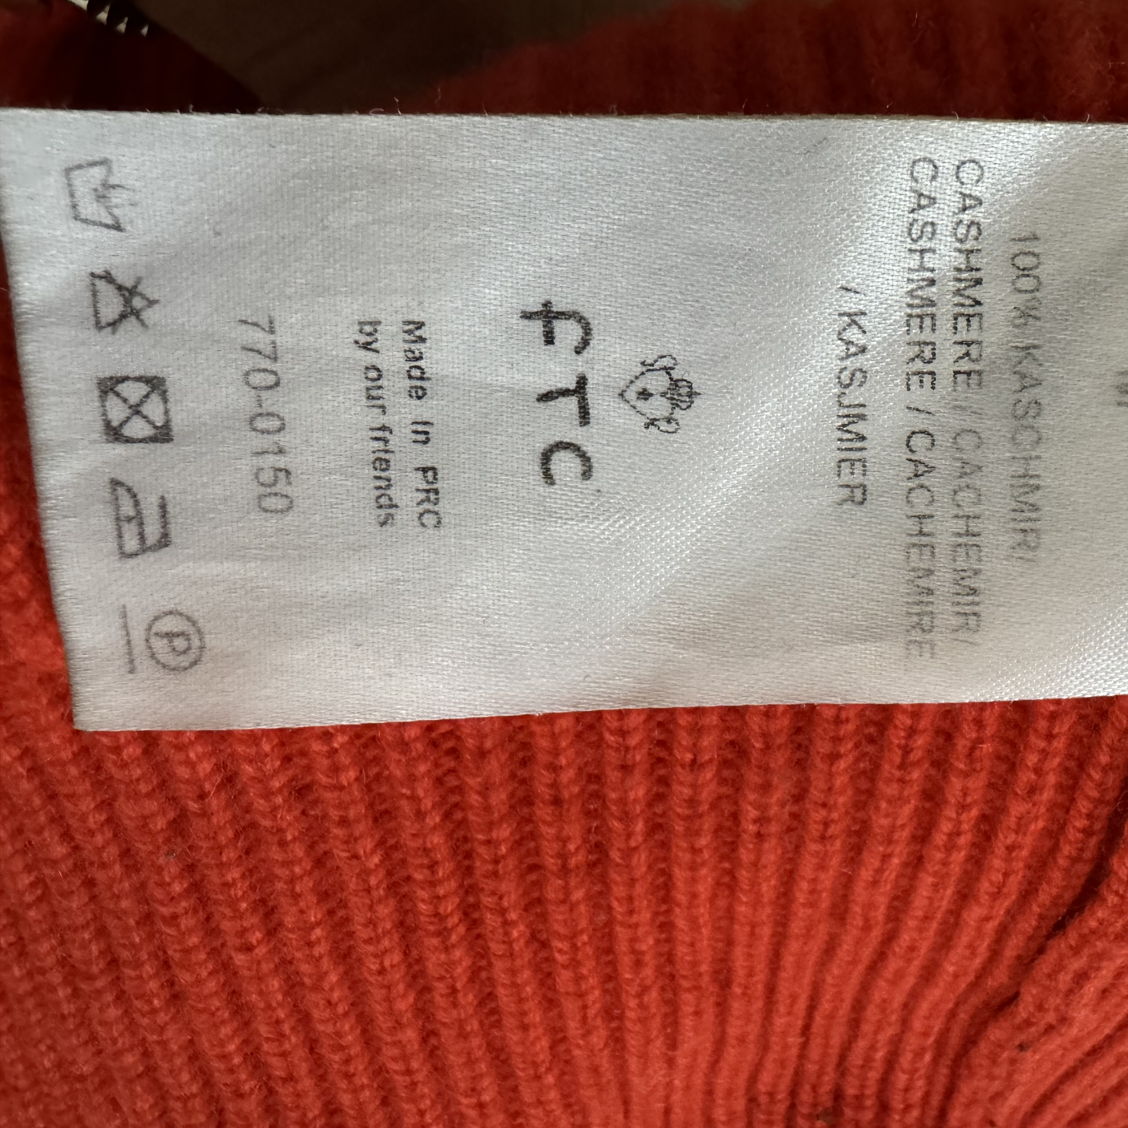 100% KASCHMIR/
CASHMERE / CACHEMIR/
CASHMERE / CACHEMIRE
/ KASJMIER
fTC
Made in PRC
by our friends
770-0150
P